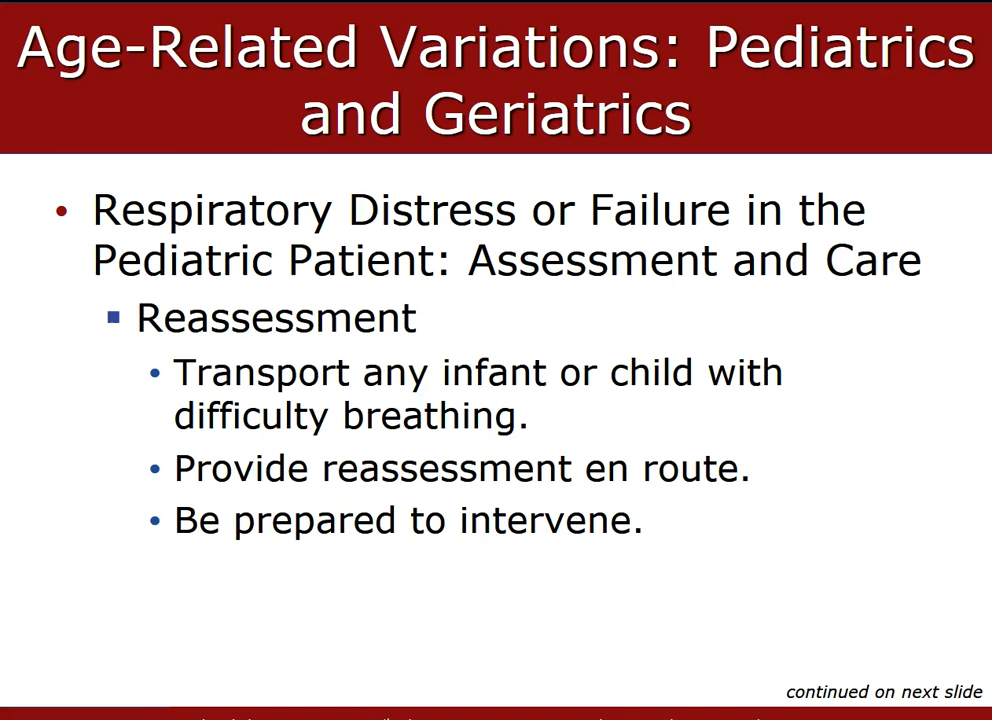 Age-Related Variations: Pediatrics
and Geriatrics
• Respiratory Distress or Failure in the
Pediatric Patient: Assessment and Care
▪ Reassessment
• Transport any infant or child with
difficulty breathing.
• Provide reassessment en route.
• Be prepared to intervene.
continued on next slide